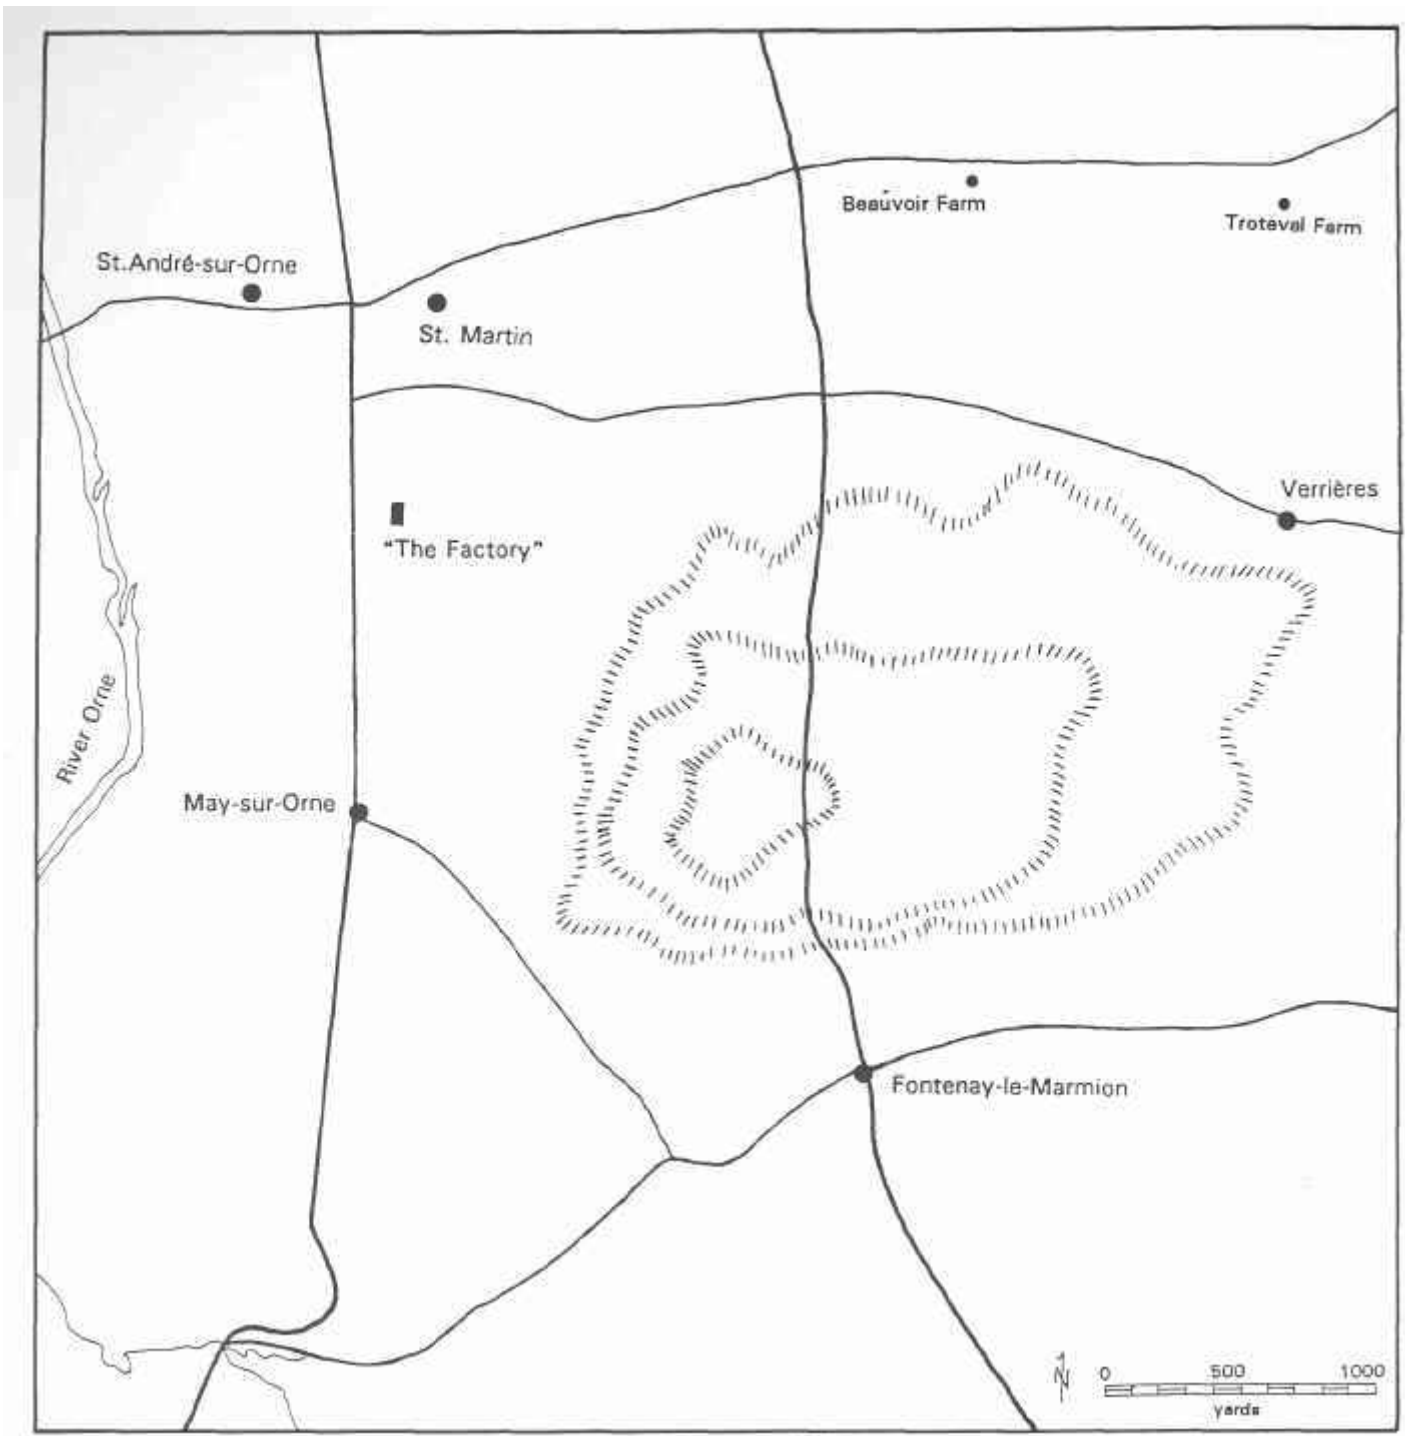 Beaúvoir Farm
Troteval Farm
St.André-sur-Orne
St. Martin
Verrières
"The Factory"
River Orne
May-sur-Orne
Fontenay-le-Marmion
N
0 500 1000
yards